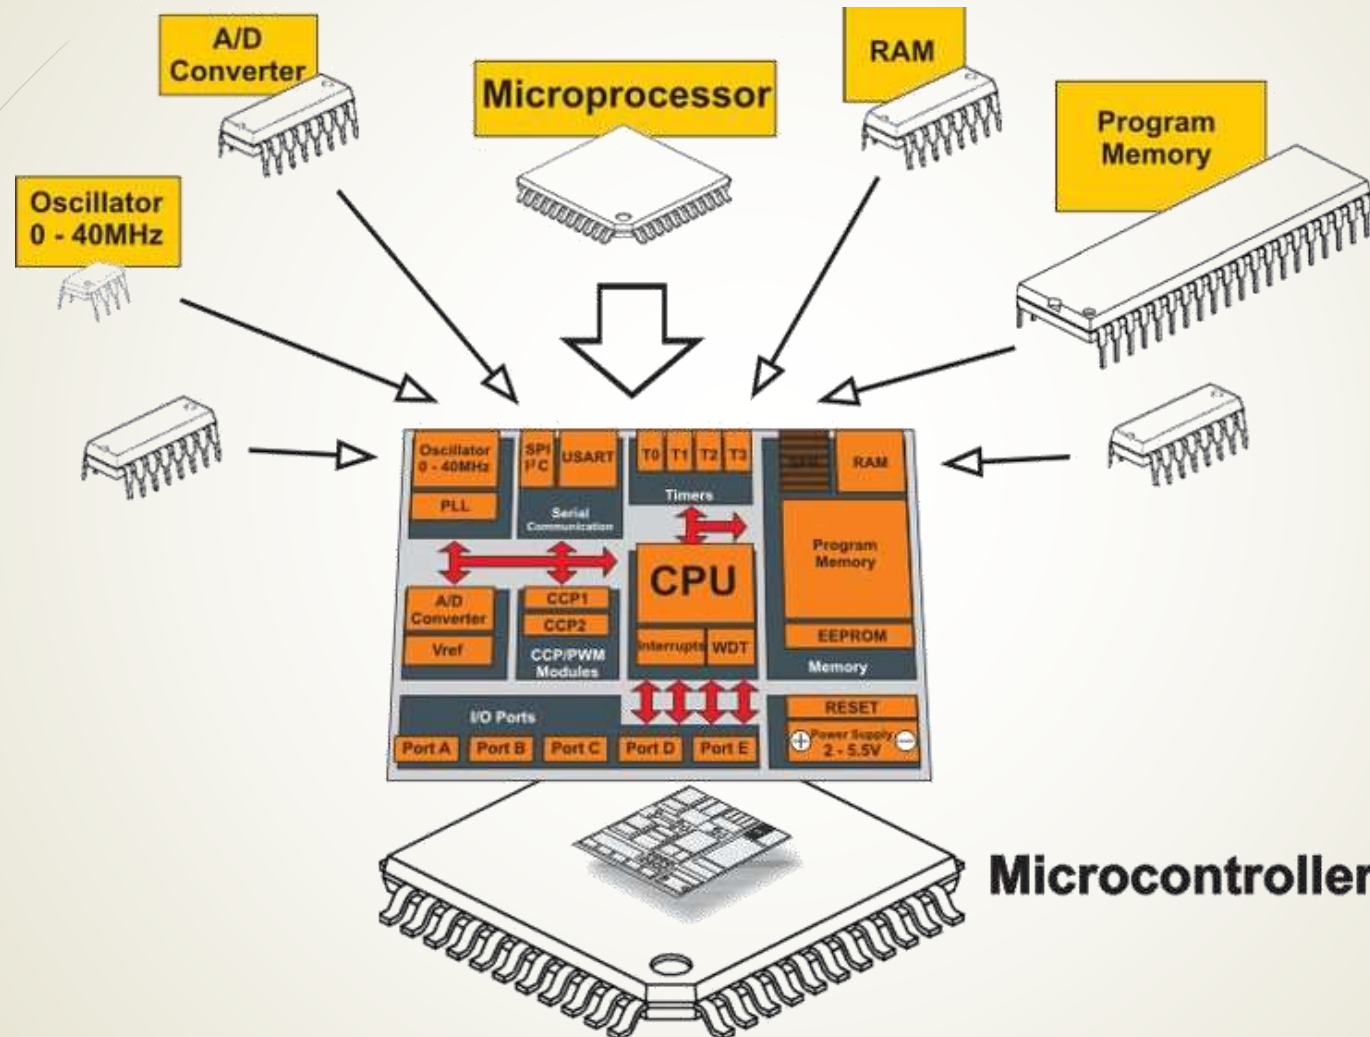 A/D
Converter
Microprocessor
RAM
Program
Memory
Oscillator
0 - 40MHz
Oscillator
0 - 40MHz
PLL
SPI
I²C
USART
Serial
Communication
T0 T1 T2 T3
Timers
SFR
RAM
Program
Memory
EEPROM
Memory
A/D
Converter
Vref
CCP1
CCP2
CCP/PWM
Modules
CPU
Interrupts
WDT
I/O Ports
Port A Port B Port C Port D Port E
RESET
+ Power Supply −
2 - 5.5V
Microcontroller